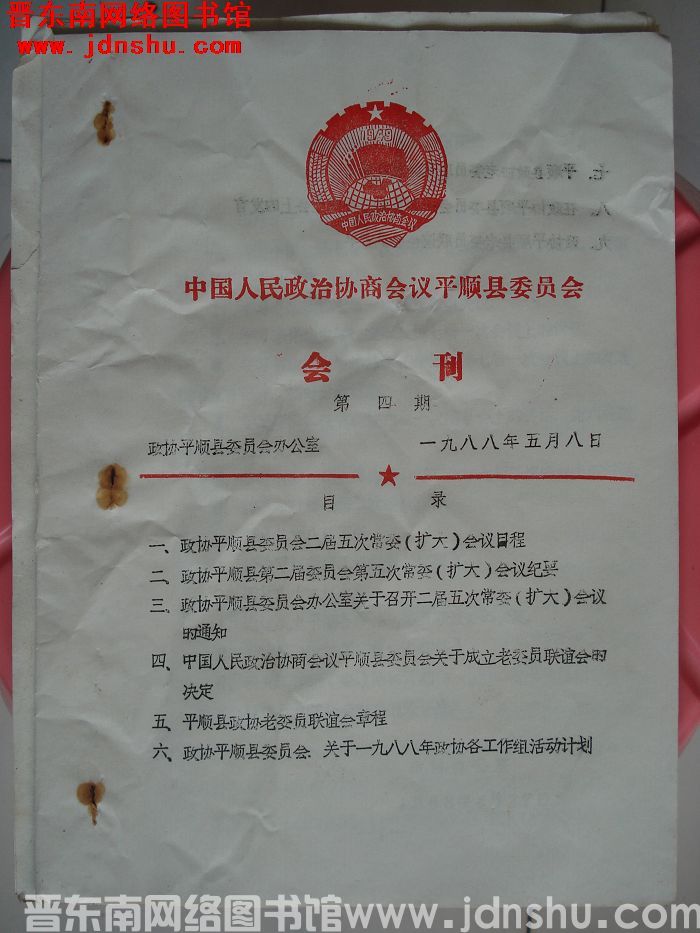 晋东南网络图书馆
www.jdnshu.com
1949
中国人民政治协商会议
中国人民政治协商会议平顺县委员会
会 刊
第 四 期
政协平顺县委员会办公室 一九八八年五月八日
目 录
一、政协平顺县委员会二届五次常委(扩大)会议日程
二、政协平顺县第二届委员会第五次常委(扩大)会议纪要
三、政协平顺县委员会办公室关于召开二届五次常委(扩大)会议
的通知
四、中国人民政治协商会议平顺县委员会关于成立老委员联谊会的
决定
五、平顺县政协老委员联谊会章程
六、政协平顺县委员会 关于一九八八年政协各工作组活动计划
晋东南网络图书馆www.jdnshu.com